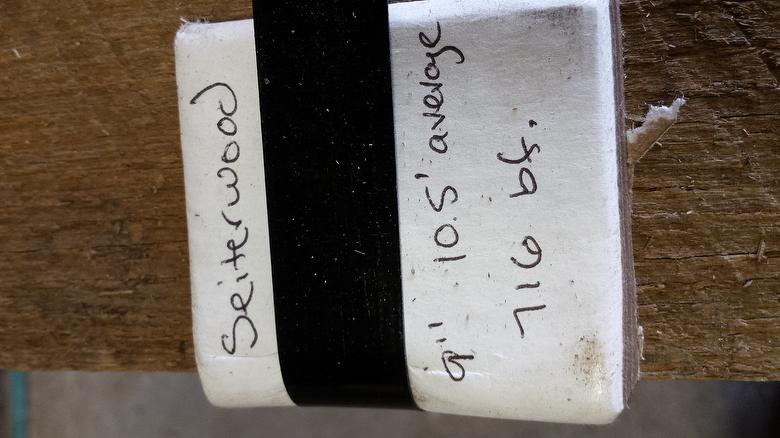 Seiterwood
9" 10.5' average
716 bf.